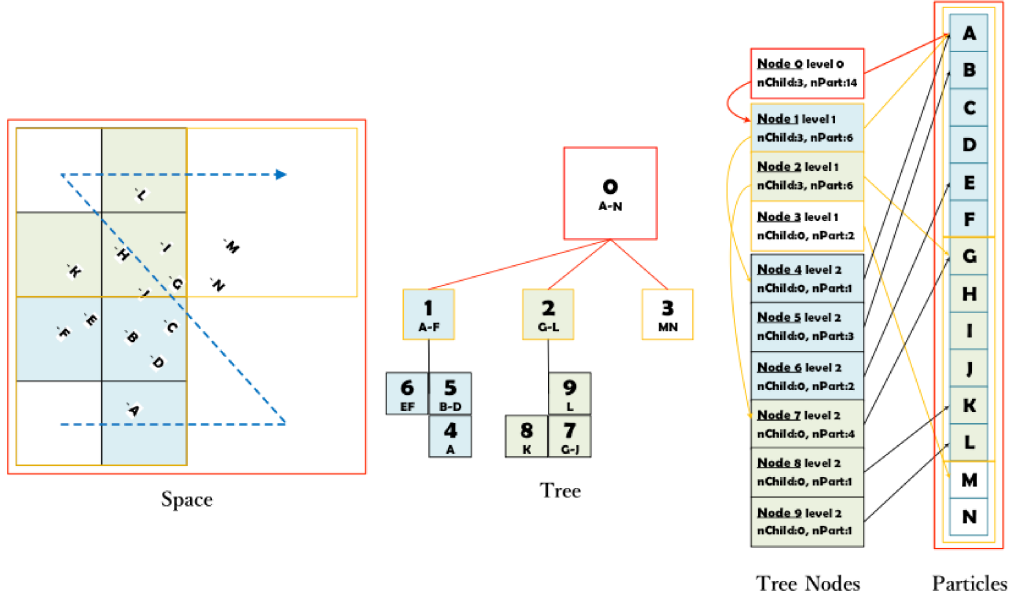 L
M
I
H
K
G
N
J
E
F
C
B
D
A
Space
0
A-N
1
A-F
2
G-L
3
MN
6
EF
5
B-D
9
L
4
A
8
K
7
G-J
Tree
Node 0 level 0
nChild:3, nPart:14
Node 1 level 1
nChild:3, nPart:6
Node 2 level 1
nChild:3, nPart:6
Node 3 level 1
nChild:0, nPart:2
Node 4 level 2
nChild:0, nPart:1
Node 5 level 2
nChild:0, nPart:3
Node 6 level 2
nChild:0, nPart:2
Node 7 level 2
nChild:0, nPart:4
Node 8 level 2
nChild:0, nPart:1
Node 9 level 2
nChild:0, nPart:1
Tree Nodes
A
B
C
D
E
F
G
H
I
J
K
L
M
N
Particles